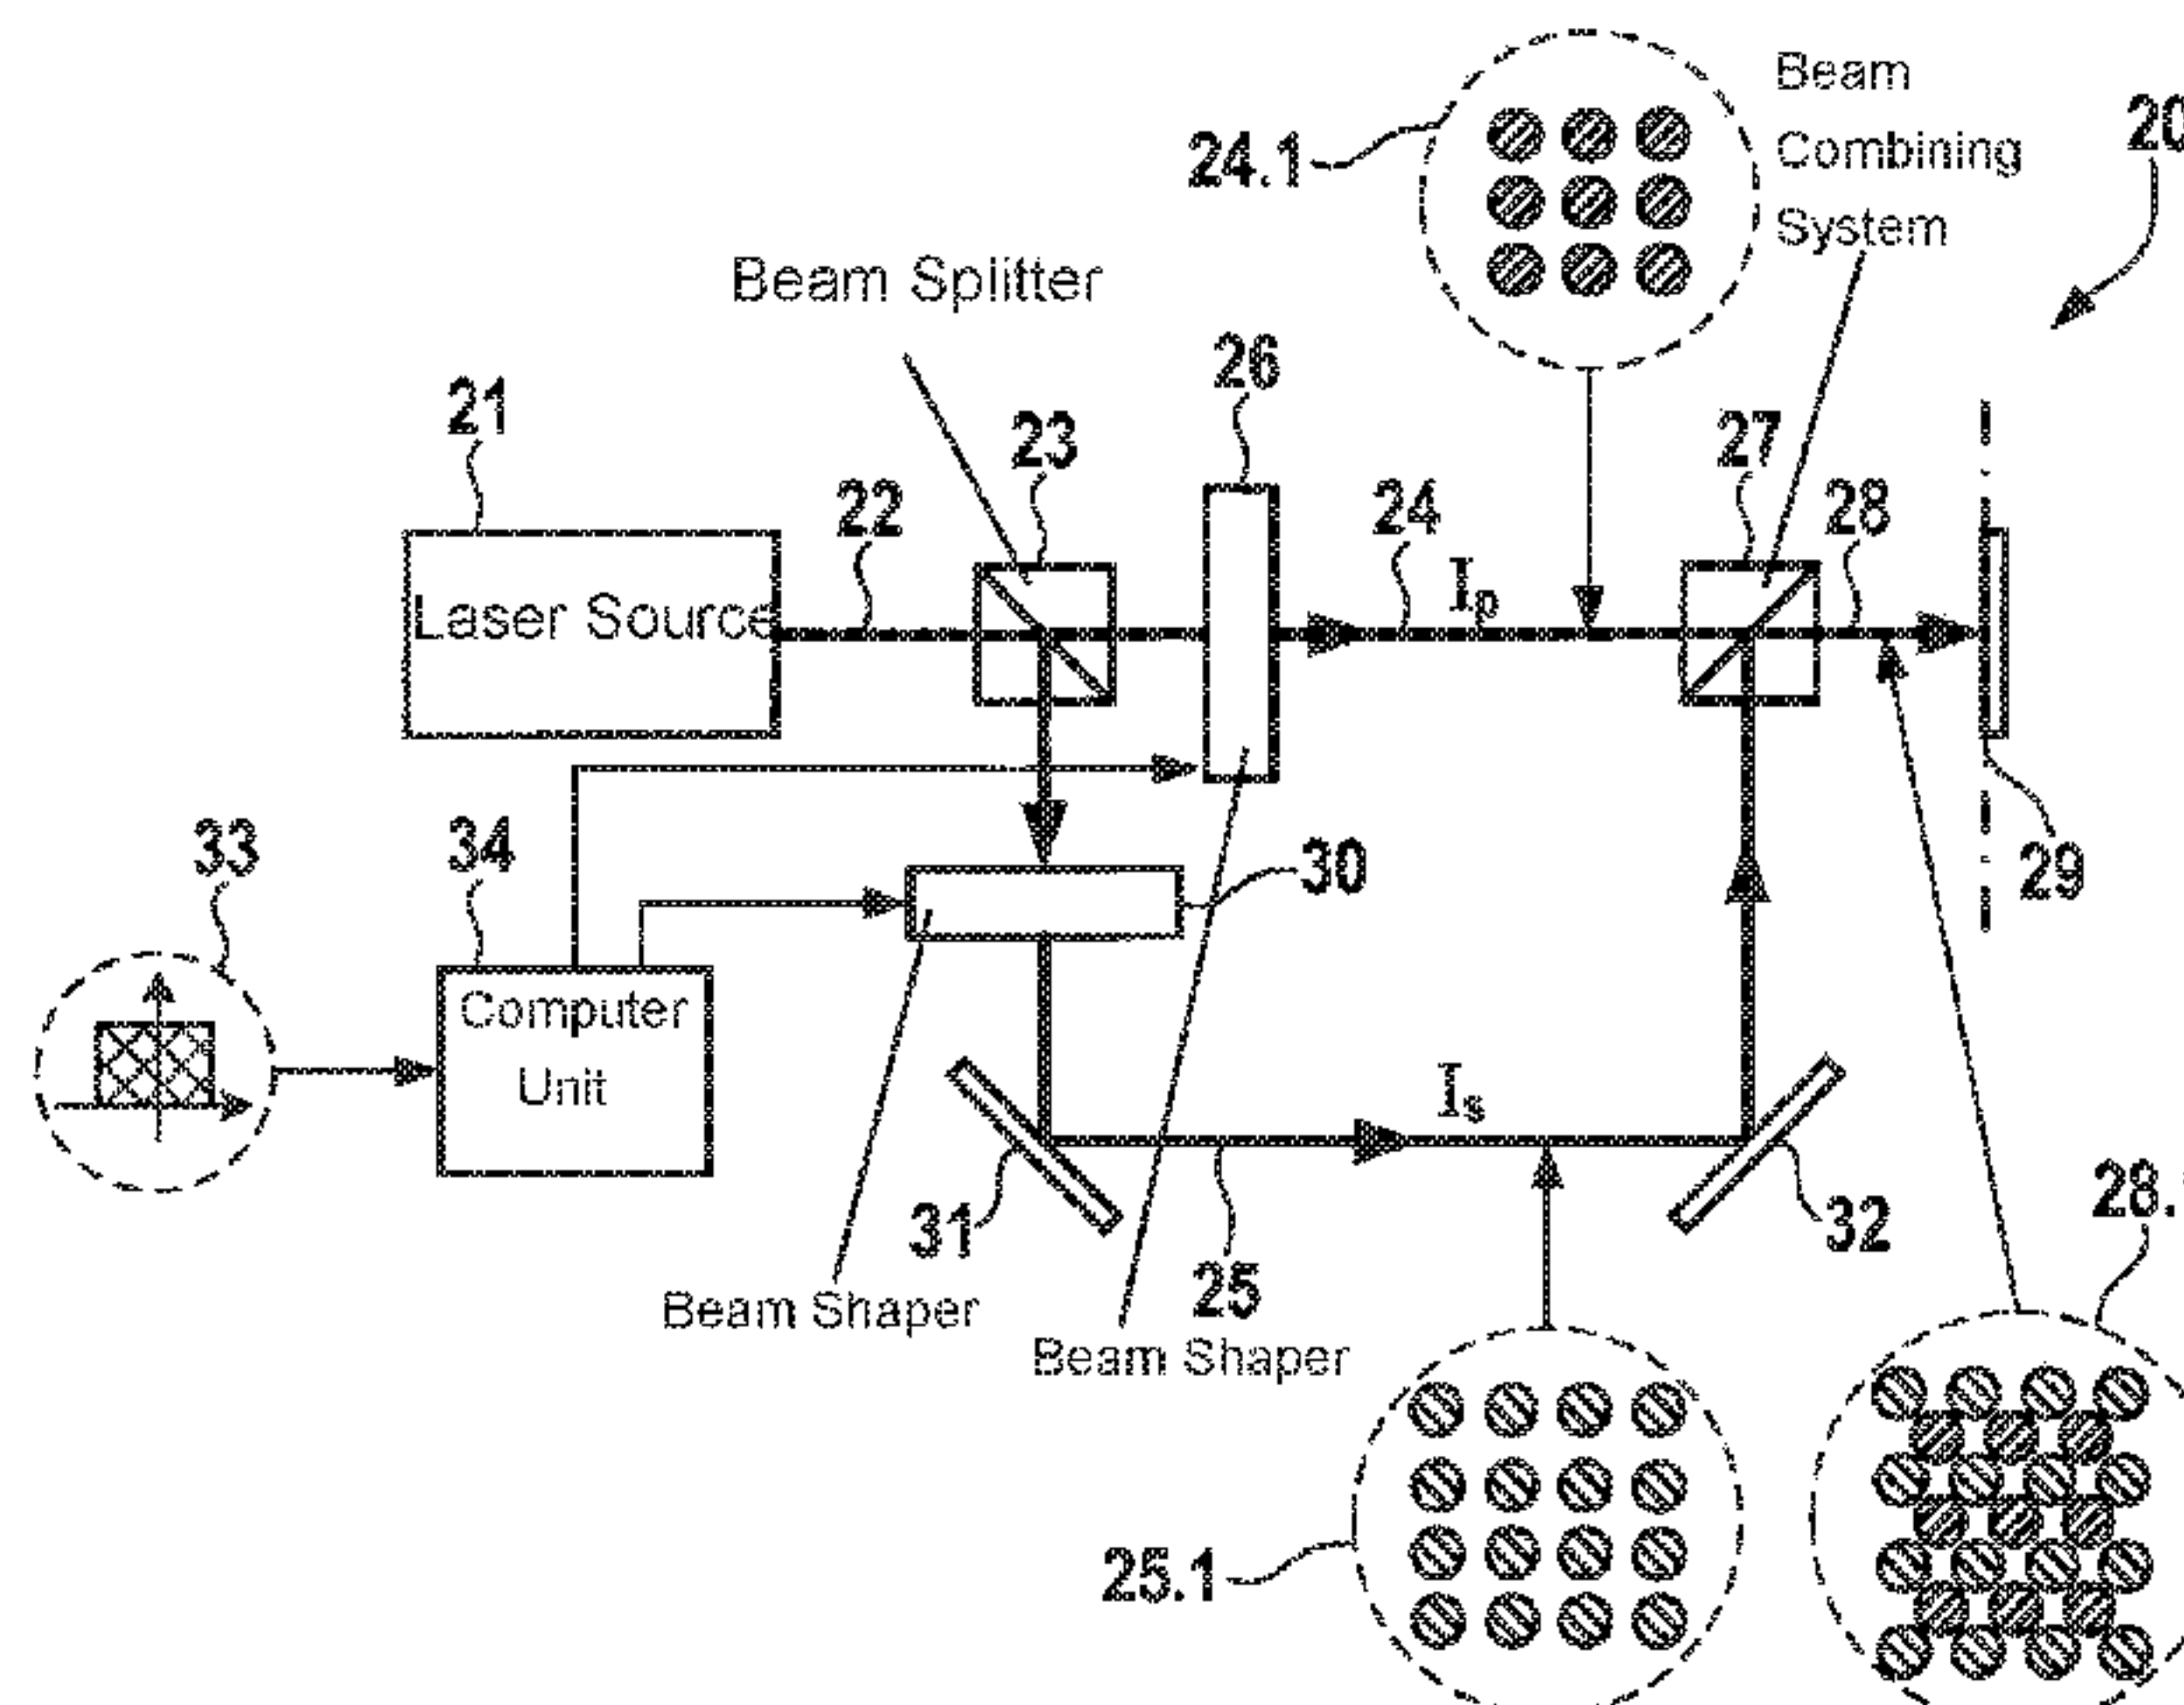 Beam
Combining
System
20
24.1
Beam Splitter
26
21
23
27
22
24
28
Ip
Laser Source
33
34
30
29
Computer
Unit
Is
31
25
32
28.
Beam Shaper
Beam Shaper
25.1